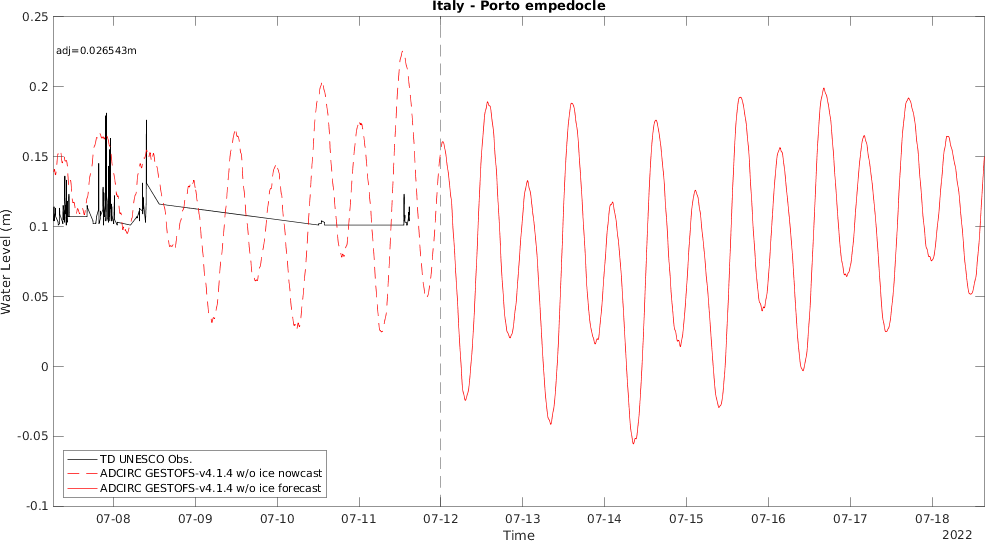 Italy - Porto empedocle
adj=0.026543m
0.25
0.2
0.15
0.1
0.05
0
-0.05
-0.1
Water Level (m)
TD UNESCO Obs.
ADCIRC GESTOFS-v4.1.4 w/o ice nowcast
ADCIRC GESTOFS-v4.1.4 w/o ice forecast
07-08 07-09 07-10 07-11 07-12 07-13 07-14 07-15 07-16 07-17 07-18
Time
2022